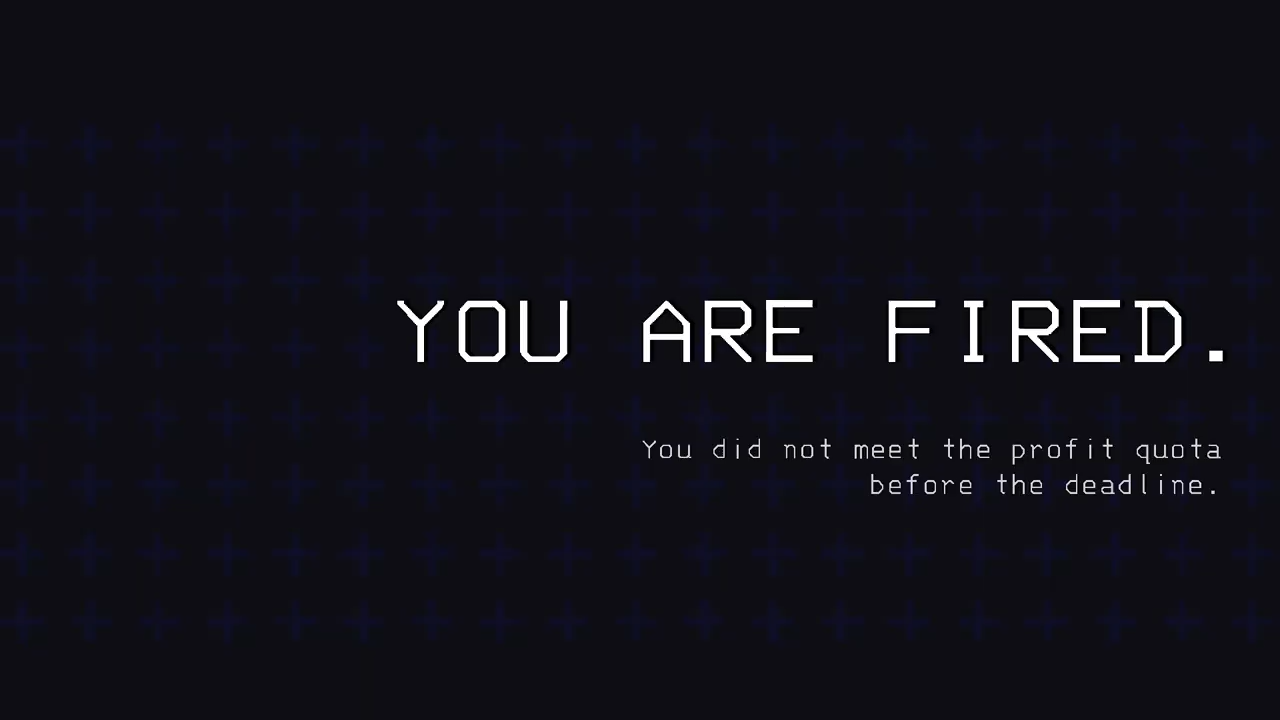 YOU ARE FIRED.
You did not meet the profit quota
before the deadline.